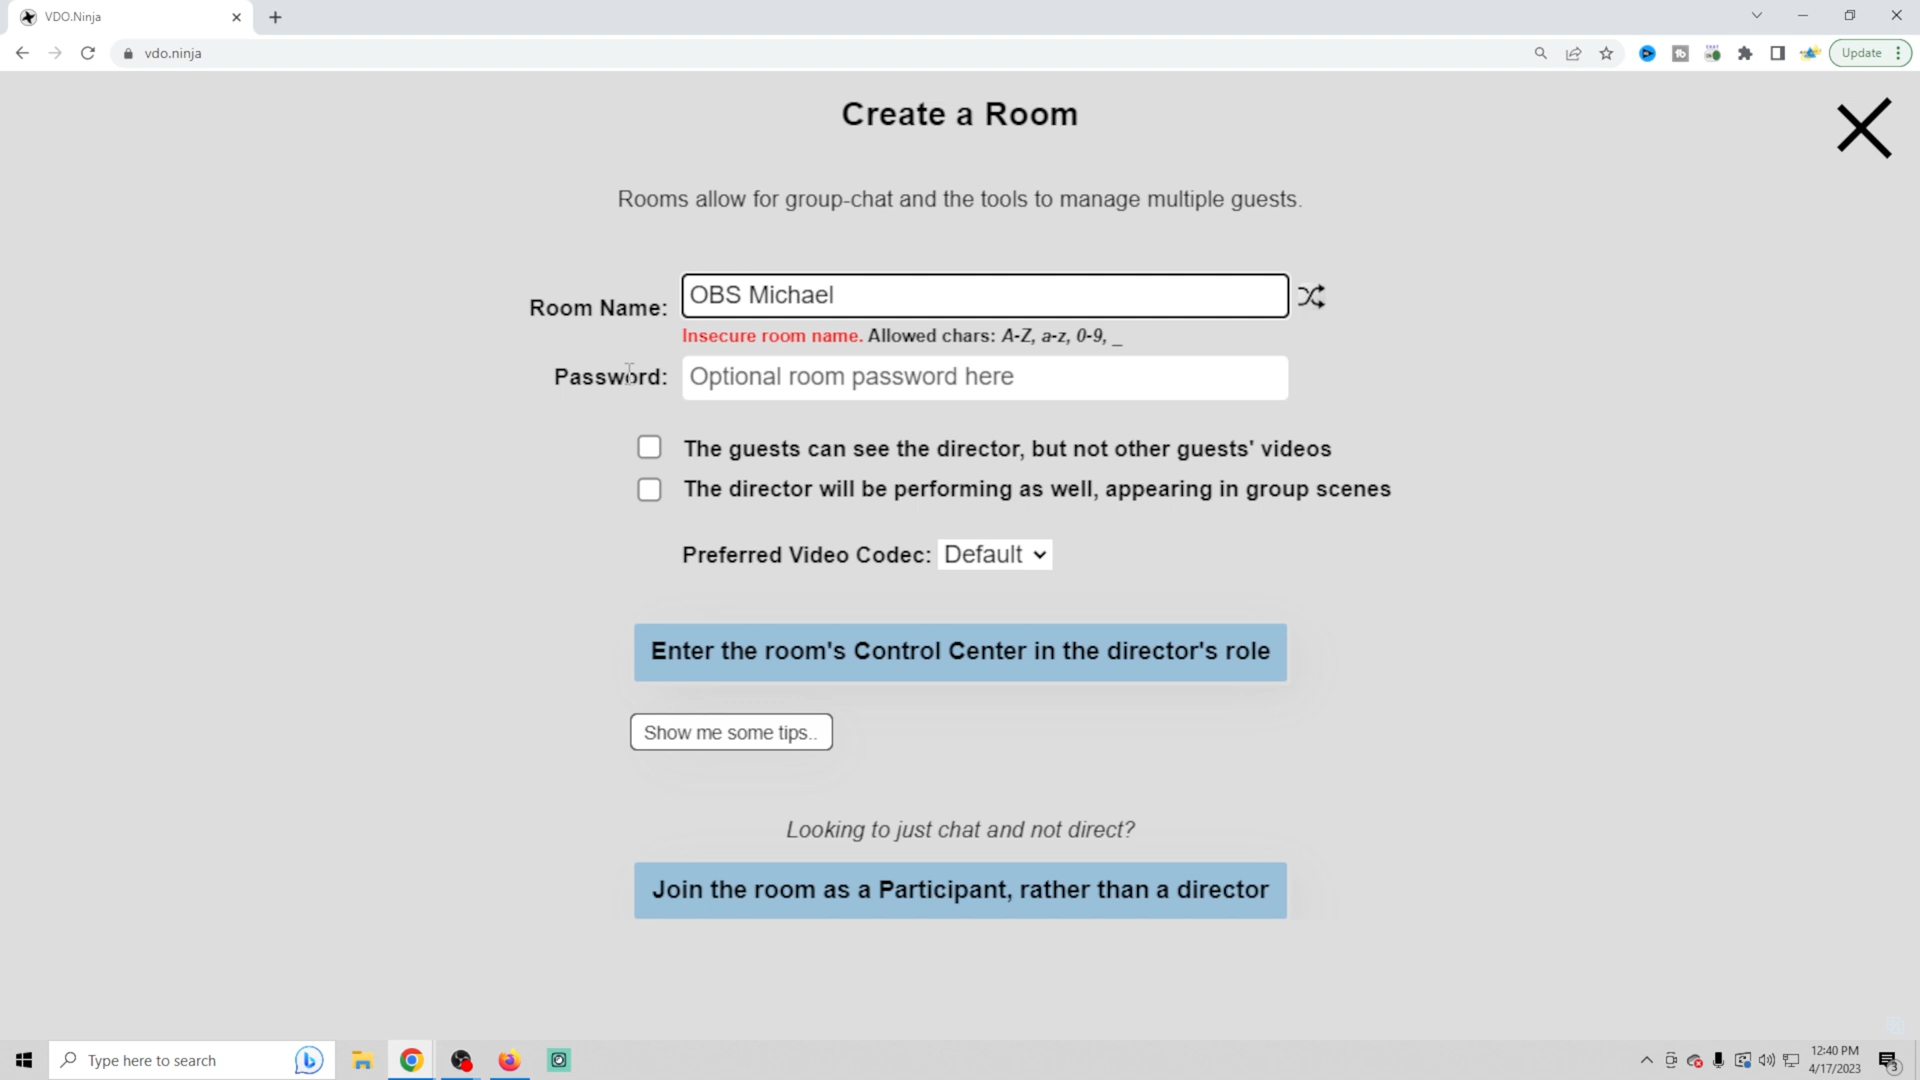 VDO.Ninja
vdo.ninja
Update
Create a Room
Rooms allow for group-chat and the tools to manage multiple guests.
Room Name: OBS Michael
Insecure room name. Allowed chars: A-Z, a-z, 0-9, _
Password: Optional room password here
The guests can see the director, but not other guests' videos
The director will be performing as well, appearing in group scenes
Preferred Video Codec: Default
Enter the room's Control Center in the director's role
Show me some tips..
Looking to just chat and not direct?
Join the room as a Participant, rather than a director
Type here to search
12:40 PM
4/17/2023
3